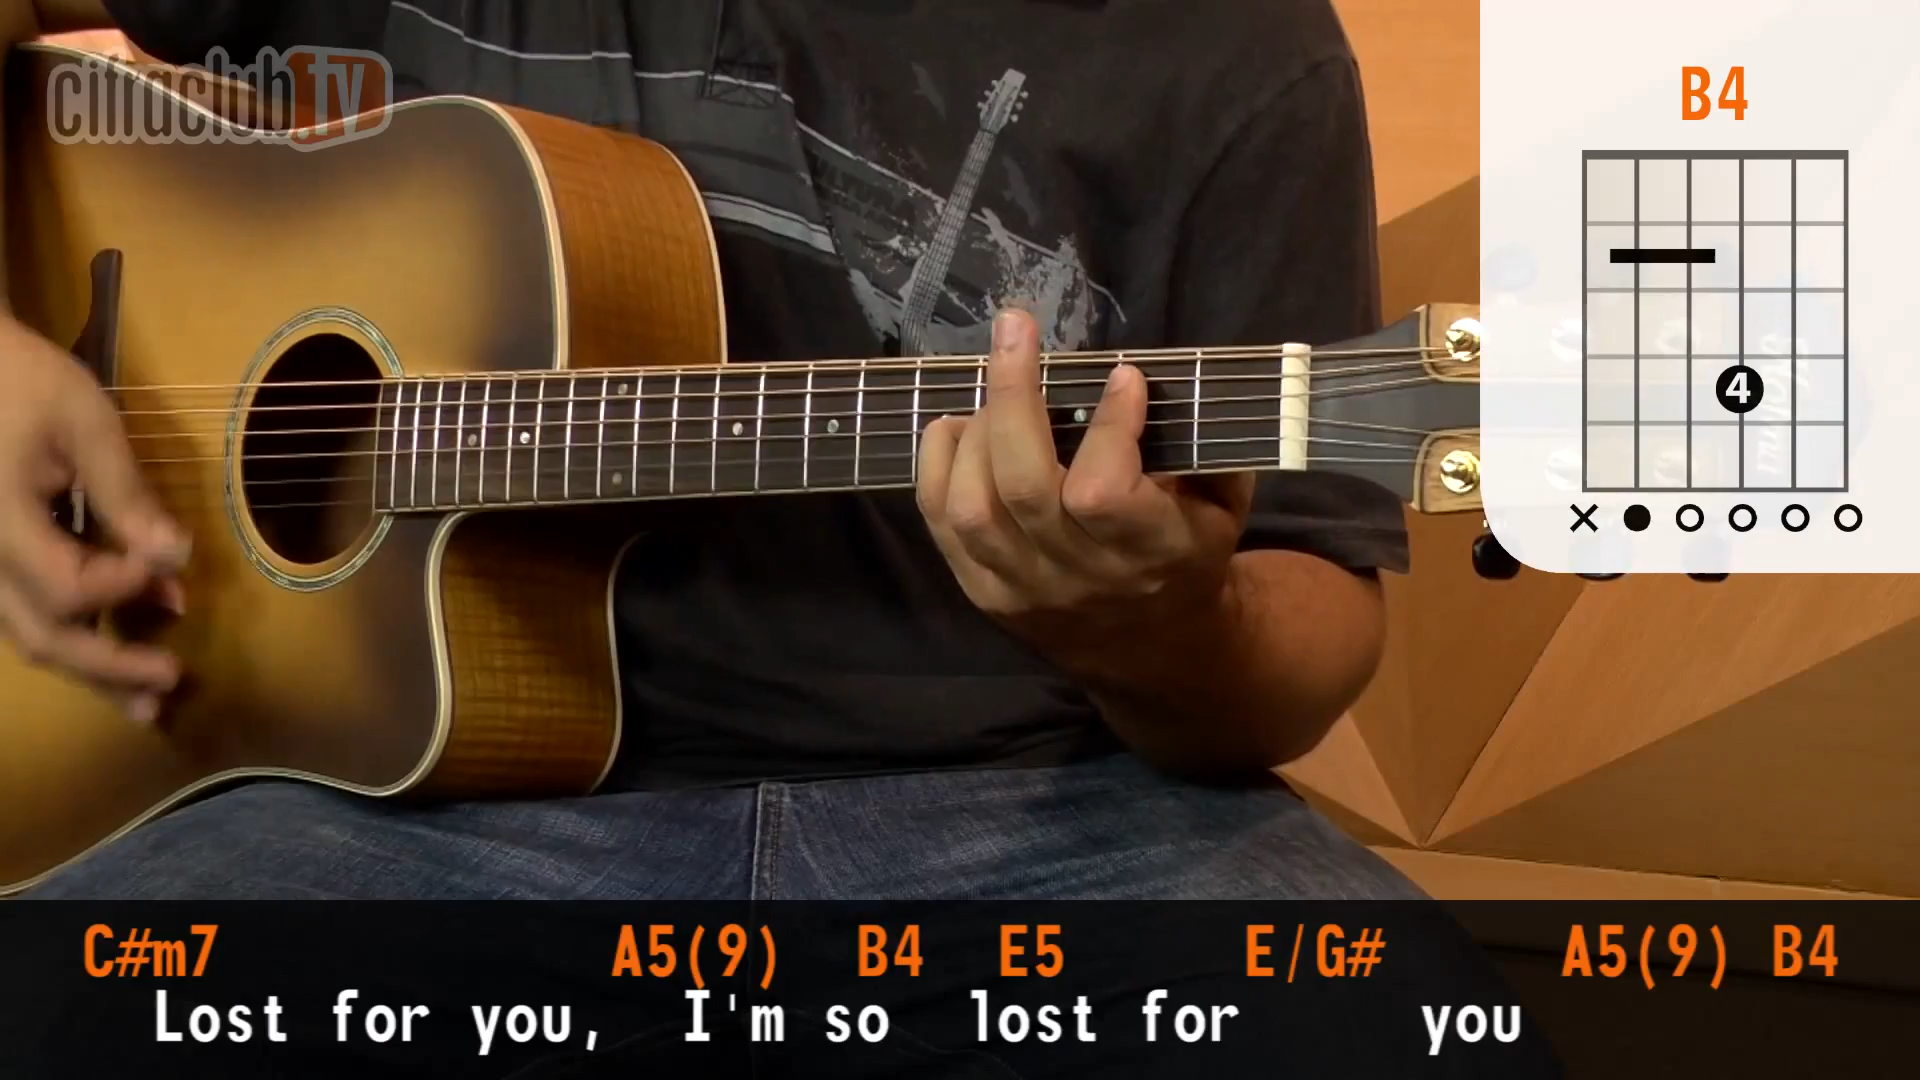 cifraclub.tv
B4
4
C#m7 A5(9) B4 E5 E/G# A5(9) B4
Lost for you, I'm so lost for you